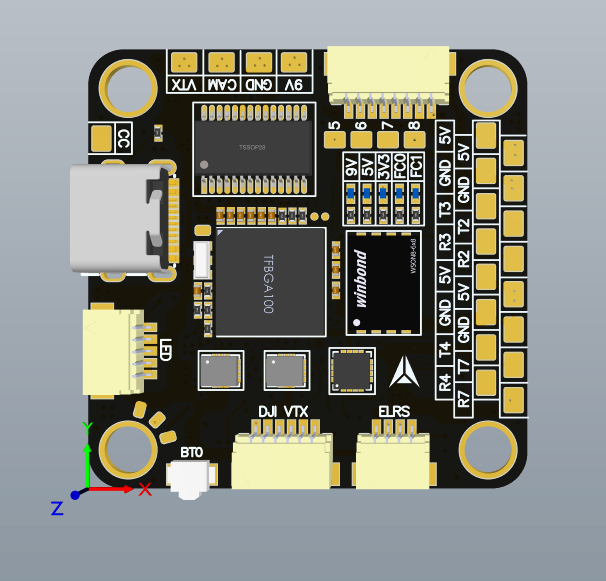 VTX CAM GND 9V
CC
TSSOP28
5 6 7 8
9V 5V 3V3 FC0 FC1
5V
GND
T3
R3
5V
GND
T4
R4
5V
GND
T2
R2
5V
GND
T7
R7
TFBGA100
winbond
WSON8-6x8
LED
DJI VTX
ELRS
BT0
Y
X
Z